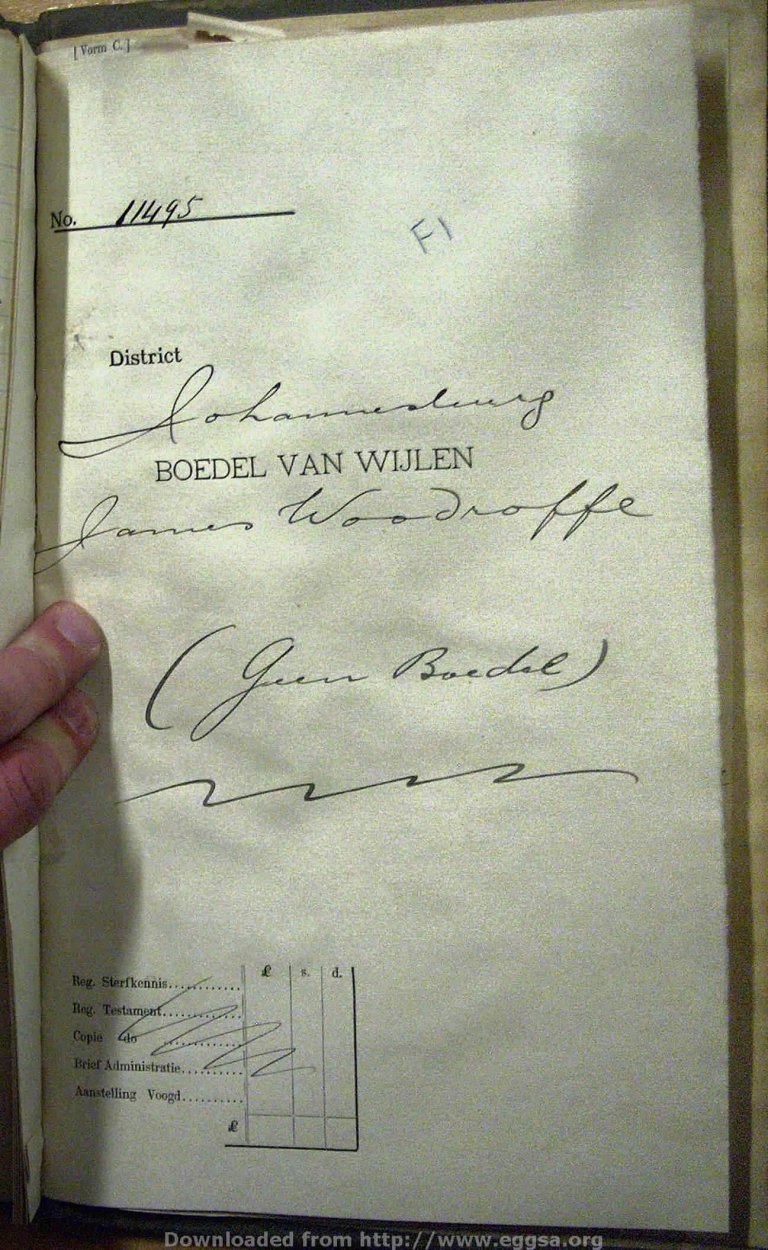 [Vorm C.]
No. 11495
F1
District
Johannesburg
BOEDEL VAN WIJLEN
James Woodroffe
(Geen Boedel)
£ s. d.
Reg. Sterfkennis............
Reg. Testament..............
Copie do ..............
Brief Administratie...........
Aanstelling Voogd..........
£
Downloaded from http://www.eggsa.org